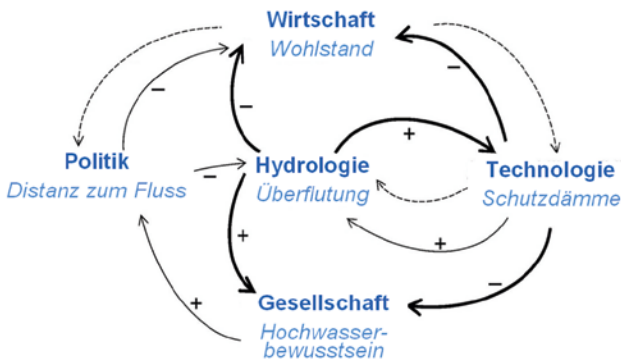 Wirtschaft
Wohlstand
−
−
−
+
Politik
Distanz zum Fluss
−
Hydrologie
Überflutung
Technologie
Schutzdämme
+
+
+
−
Gesellschaft
Hochwasser-
bewusstsein